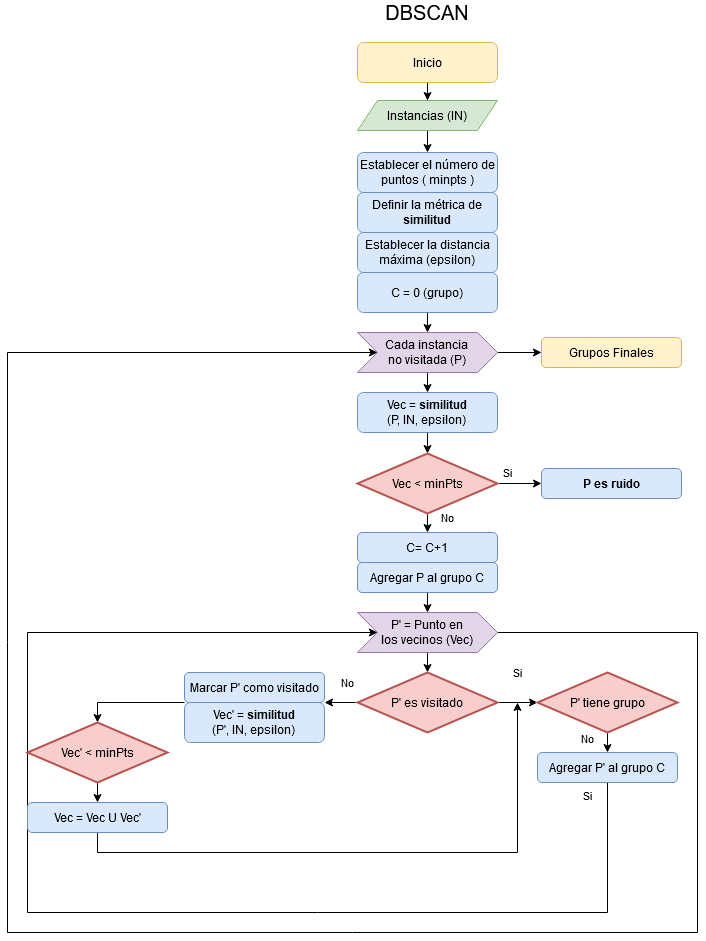 DBSCAN
Inicio
Instancias (IN)
Establecer el número de
puntos ( minpts )
Definir la métrica de
similitud
Establecer la distancia
máxima (epsilon)
C = 0 (grupo)
Cada instancia
no visitada (P)
Grupos Finales
Vec = similitud
(P, IN, epsilon)
Vec < minPts
Si
P es ruido
No
C= C+1
Agregar P al grupo C
P' = Punto en
los vecinos (Vec)
P' es visitado
No
Si
Marcar P' como visitado
Vec' = similitud
(P', IN, epsilon)
P' tiene grupo
No
Vec' < minPts
Agregar P' al grupo C
Si
Vec = Vec U Vec'